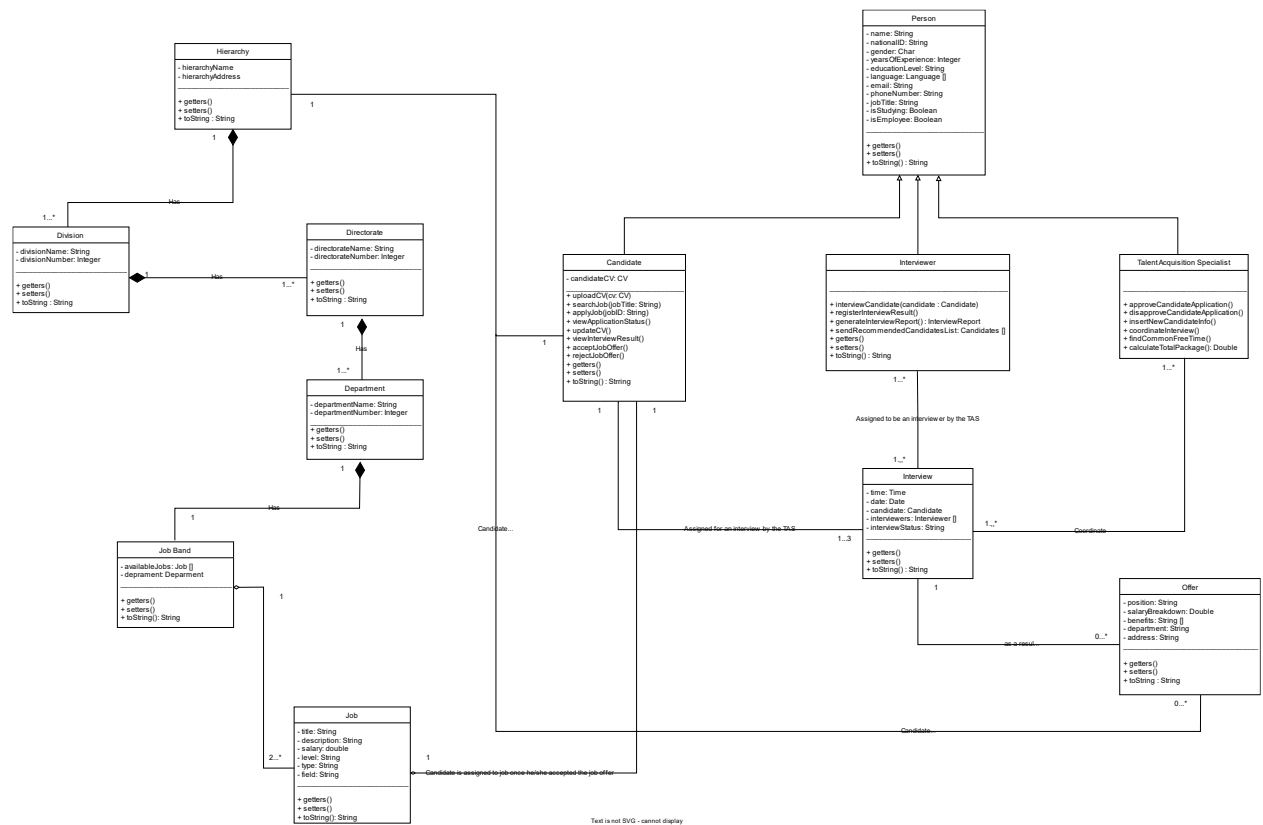 Person
- name: String
- nationalID: String
- gender: Char
- yearsOfExperience: Integer
- educationLevel: String
- language: Language []
- email: String
- phoneNumber: String
- jobTitle: String
- isStudying: Boolean
- isEmployee: Boolean
+ getters()
+ setters()
+ toString() : String
Hierarchy
- hierarchyName
- hierarchyAddress
+ getters()
+ setters()
+ toString : String
1
1
Has
1...*
Division
- divisionName: String
- divisionNumber: Integer
+ getters()
+ setters()
+ toString : String
1
Has
1...*
Directorate
- directorateName: String
- directorateNumber: Integer
+ getters()
+ setters()
+ toString : String
1
Has
1...*
Department
- departmentName: String
- departmentNumber: Integer
+ getters()
+ setters()
+ toString : String
1
Has
1
Job Band
- availableJobs: Job []
- deprament: Deparment
+ getters()
+ setters()
+ toString(): String
1
2...*
Job
- title: String
- description: String
- salary: double
- level: String
- type: String
- field: String
+ getters()
+ setters()
+ toString(): String
1
Candidate is assigned to job once he/she accepted the job offer
Candidate
- candidateCV: CV
+ uploadCV(cv: CV)
+ searchJob(jobTitle: String)
+ applyJob(jobID: String)
+ viewApplicationStatus()
+ updateCV()
+ viewInterviewResult()
+ acceptJobOffer()
+ rejectJobOffer()
+ getters()
+ setters()
+ toString() : Strring
1
1
1
Candidate...
Assigned for an interview by the TAS
1...3
Interviewer
+ interviewCandidate(candidate : Candidate)
+ registerInterviewResult()
+ generateInterviewReport() : InterviewReport
+ sendRecommendedCandidatesList: Candidates []
+ getters()
+ setters()
+ toString() : String
1...*
Assigned to be an interviewer by the TAS
1.,,*
Talent Acquisition Specialist
+ approveCandidateApplication()
+ disapproveCandidateApplication()
+ insertNewCandidateInfo()
+ coordinateInterview()
+ findCommonFreeTime()
+ calculateTotalPackage(): Double
1...*
Coordinate
1.,,*
Interview
- time: Time
- date: Date
- candidate: Candidate
- interviewers: Interviewer []
- interviewStatus: String
+ getters()
+ setters()
+ toString() : String
1
as a resul...
0...*
Offer
- position: String
- salaryBreakdown: Double
- benefits: String []
- department: String
- address: String
+ getters()
+ setters()
+ toString : String
0...*
Candidate...
Text is not SVG - cannot display